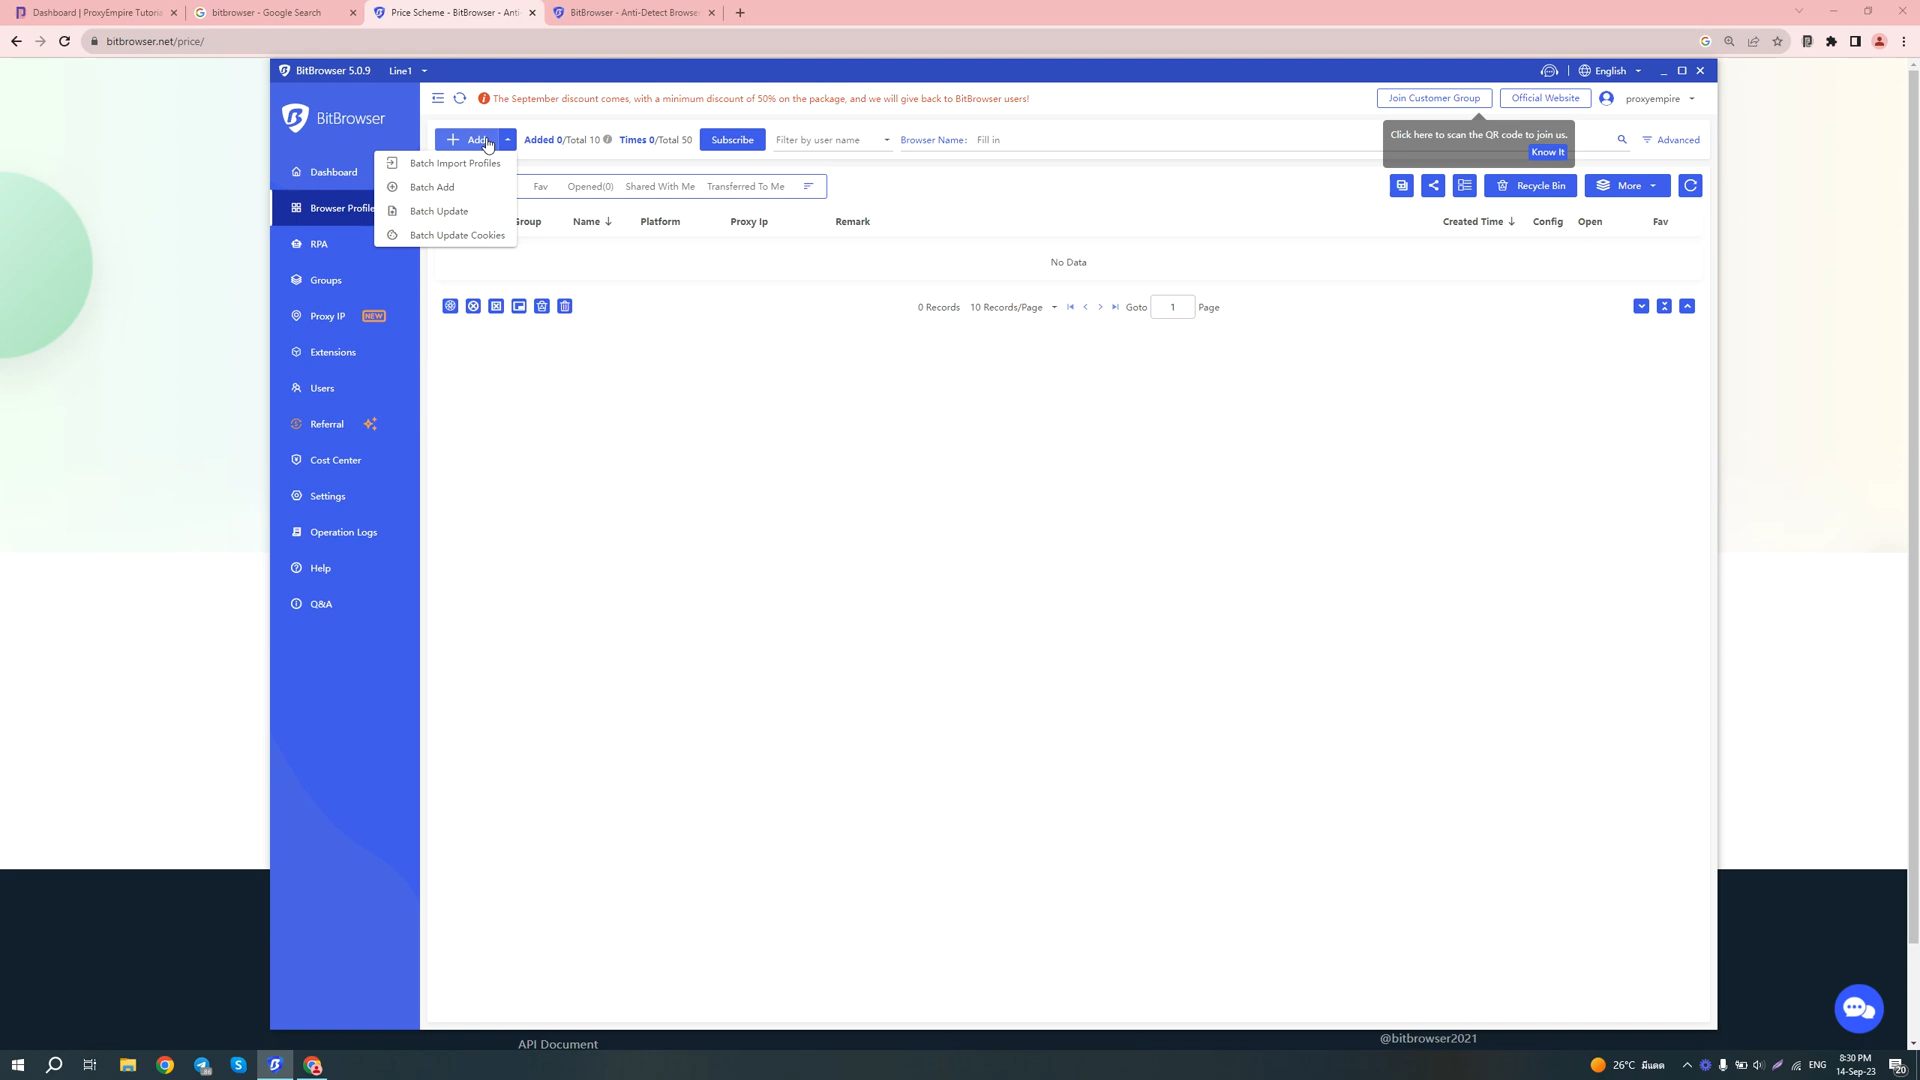 Dashboard | ProxyEmpire Tutoria
bitbrowser - Google Search
Price Scheme - BitBrowser - Anti-
BitBrowser - Anti-Detect Browse
bitbrowser.net/price/
BitBrowser 5.0.9
Line1
English
The September discount comes, with a minimum discount of 50% on the package, and we will give back to BitBrowser users!
Join Customer Group
Official Website
proxyempire
BitBrowser
Add
Added 0/Total 10
Times 0/Total 50
Subscribe
Filter by user name
Browser Name:
Fill in
Click here to scan the QR code to join us.
Know It
Advanced
Batch Import Profiles
Batch Add
Batch Update
Batch Update Cookies
Fav
Opened(0)
Shared With Me
Transferred To Me
Recycle Bin
More
Group
Name
Platform
Proxy Ip
Remark
Created Time
Config
Open
Fav
No Data
0 Records
10 Records/Page
Goto
1
Page
Dashboard
Browser Profile
RPA
Groups
Proxy IP
NEW
Extensions
Users
Referral
Cost Center
Settings
Operation Logs
Help
Q&A
API Document
@bitbrowser2021
26°C มีแดด
ENG
8:30 PM
14-Sep-23
20